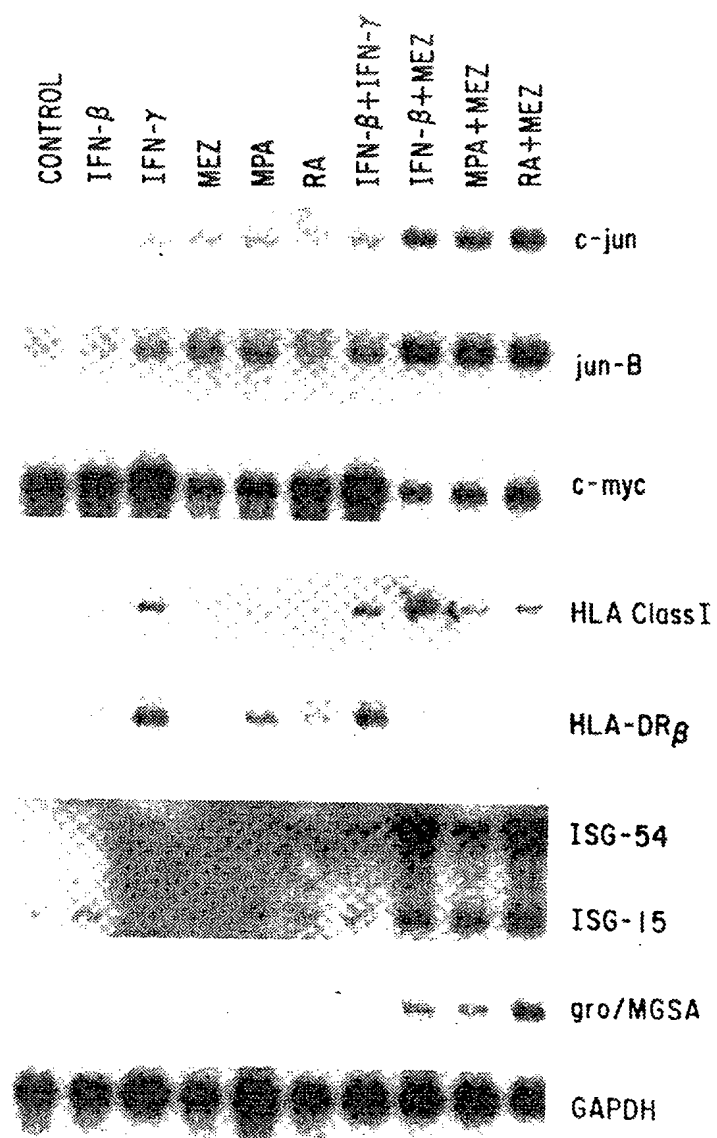 CONTROL
IFN-β
IFN-γ
MEZ
MPA
RA
IFN-β+IFN-γ
IFN-β+MEZ
MPA+MEZ
RA+MEZ
c-jun
jun-B
c-myc
HLA Class I
HLA-DRβ
ISG-54
ISG-15
gro/MGSA
GAPDH